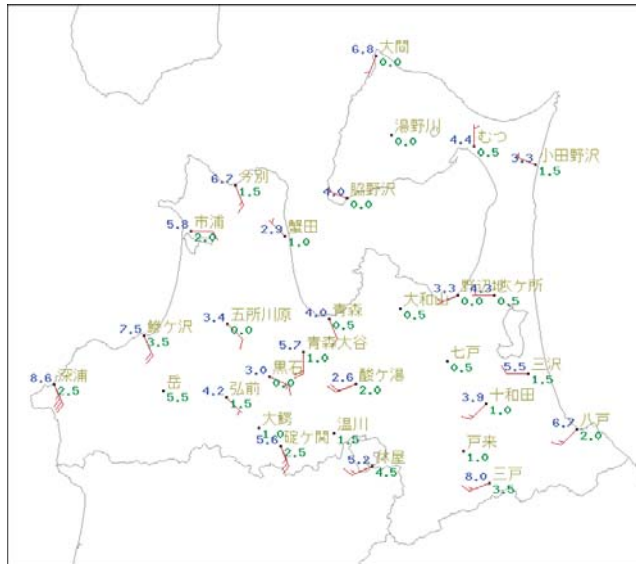 大間
6.8
0.0
湯野川
0.0
むつ
4.4
0.5
小田野沢
3.3
1.5
今別
6.7
1.5
脇野沢
4.0
0.0
市浦
5.8
2.0
蟹田
2.9
1.0
野辺地
3.3
0.0
六ケ所
4.3
0.5
大和山
0.5
五所川原
3.4
0.0
青森
4.0
0.5
鰺ケ沢
7.5
3.5
青森大谷
5.7
1.0
七戸
0.5
三沢
5.5
1.5
深浦
8.6
2.5
岳
5.5
黒石
3.0
0.0
酸ケ湯
2.6
2.0
弘前
4.2
1.5
十和田
3.9
1.0
大鰐
1.0
温川
1.5
八戸
6.7
2.0
碇ケ関
5.6
2.5
戸来
1.0
5.2
4.5
三戸
8.0
3.5